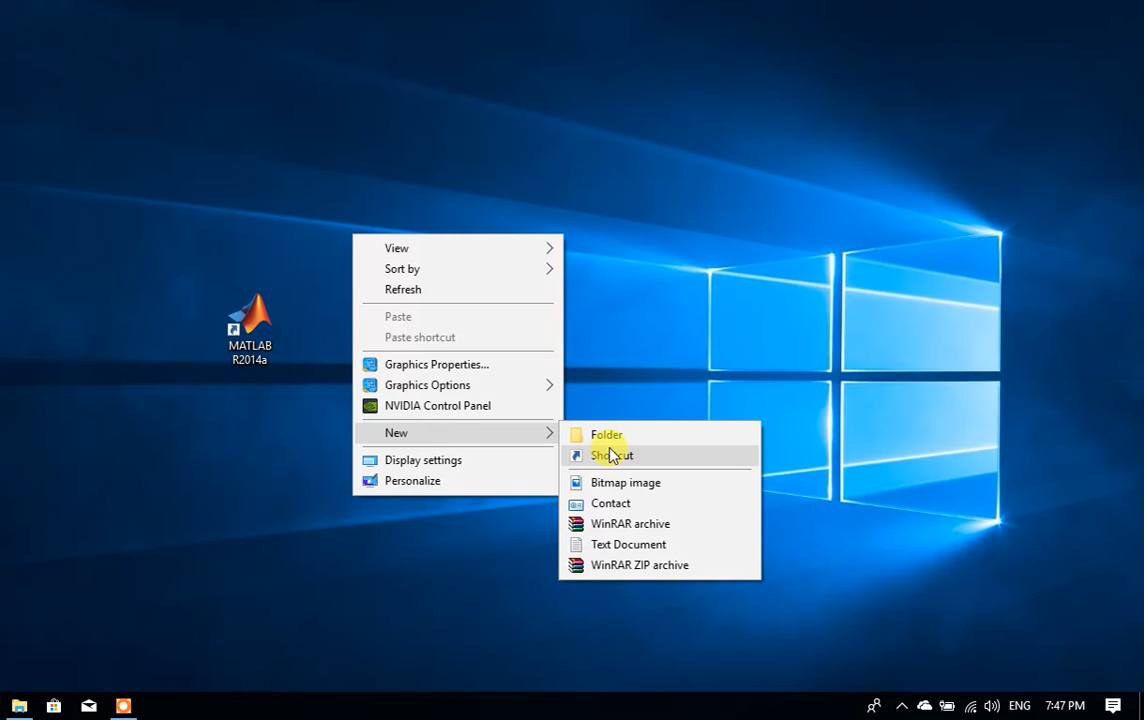 View
Sort by
Refresh
Paste
Paste shortcut
Graphics Properties...
Graphics Options
NVIDIA Control Panel
New
Display settings
Personalize
MATLAB
R2014a
Folder
Shortcut
Bitmap image
Contact
WinRAR archive
Text Document
WinRAR ZIP archive
ENG
7:47 PM